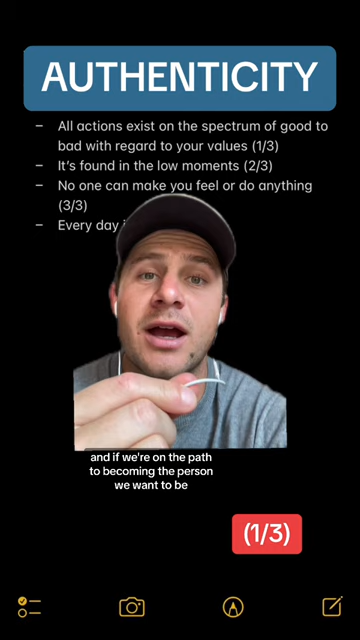 AUTHENTICITY
– All actions exist on the spectrum of good to
bad with regard to your values (1/3)
– It's found in the low moments (2/3)
– No one can make you feel or do anything
(3/3)
– Every day
and if we're on the path
to becoming the person
we want to be
(1/3)